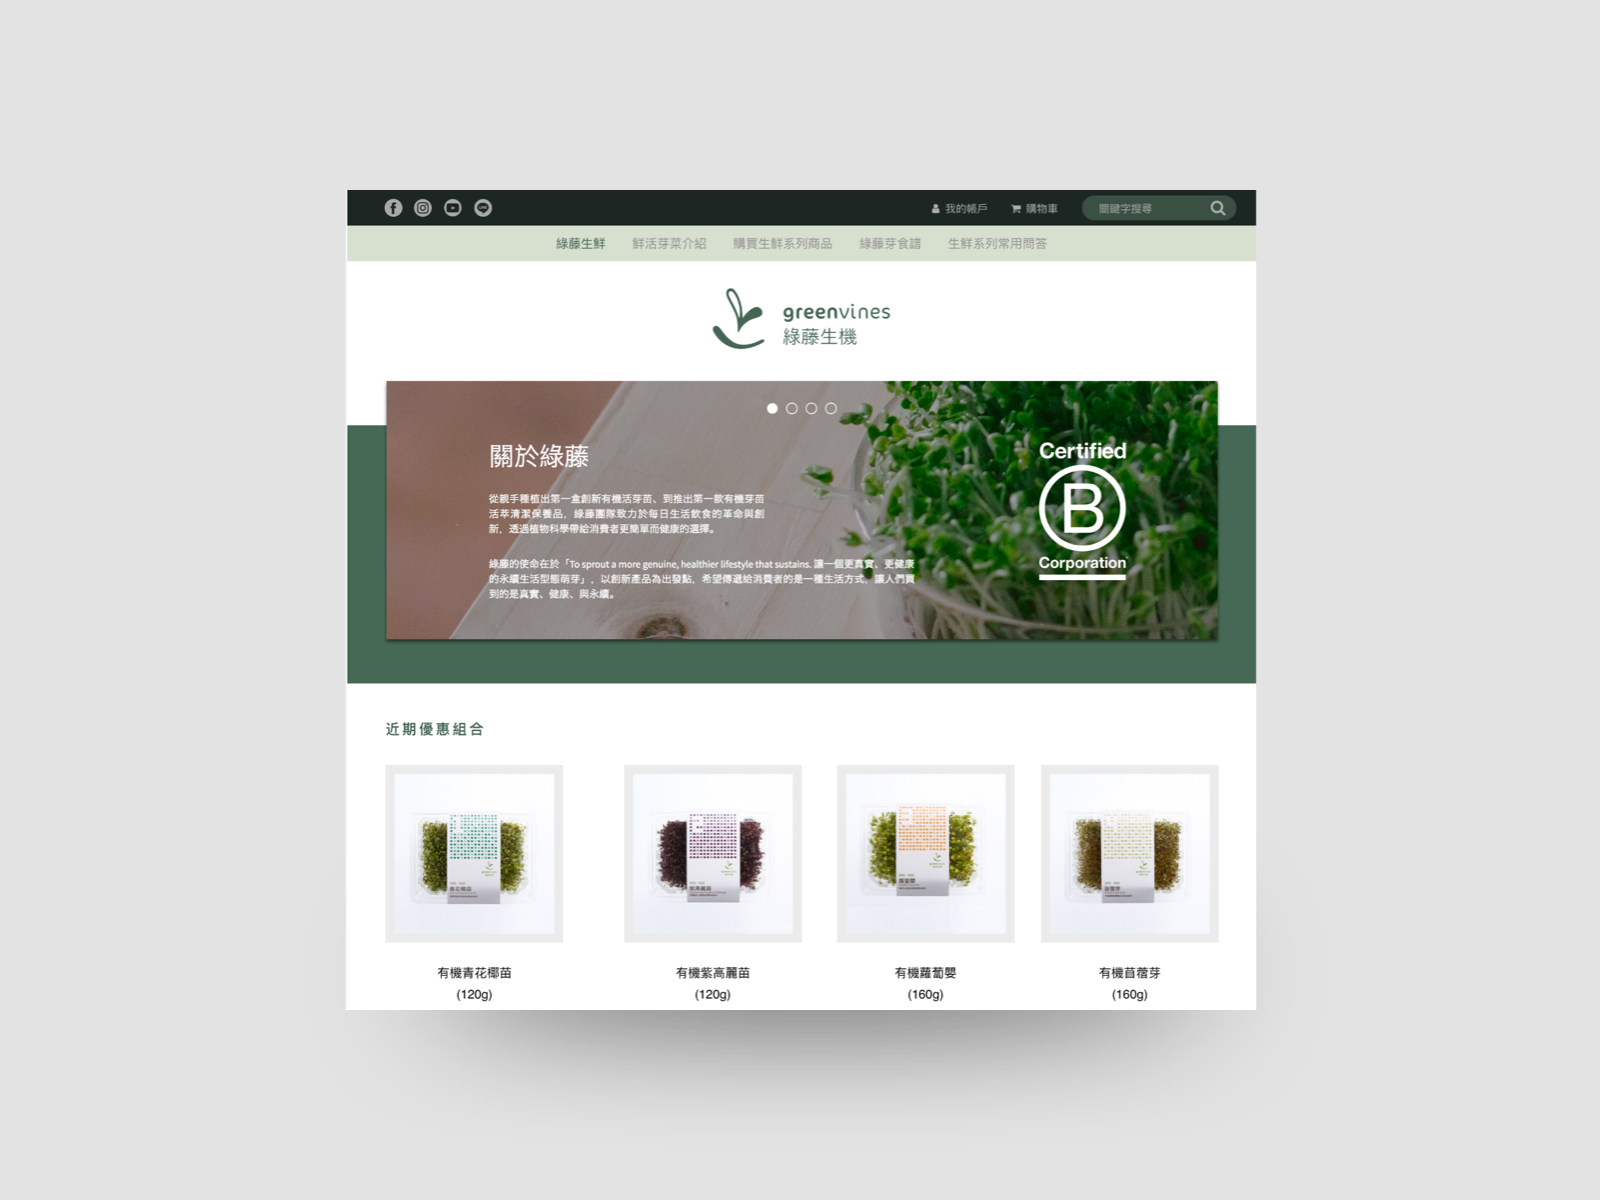 我的帳戶
購物車
關鍵字搜尋
綠藤生鮮
鮮活芽菜介紹
購買生鮮系列商品
綠藤芽食譜
生鮮系列常用問答
greenvines
綠藤生機
關於綠藤
從親手種植出第一盒創新有機活芽苗、到推出第一款有機芽苗
活萃清潔保養品，綠藤團隊致力於每日生活飲食的革命與創
新，透過植物科學帶給消費者更簡單而健康的選擇。
綠藤的使命在於「To sprout a more genuine, healthier lifestyle that sustains. 讓一個更真實、更健康
的永續生活型態萌芽」，以創新產品為出發點，希望傳遞給消費者的是一種生活方式，讓人們買
到的是真實、健康、與永續。
Certified
B
Corporation
近期優惠組合
有機青花椰苗
(120g)
有機紫高麗苗
(120g)
有機蘿蔔嬰
(160g)
有機苜蓿芽
(160g)